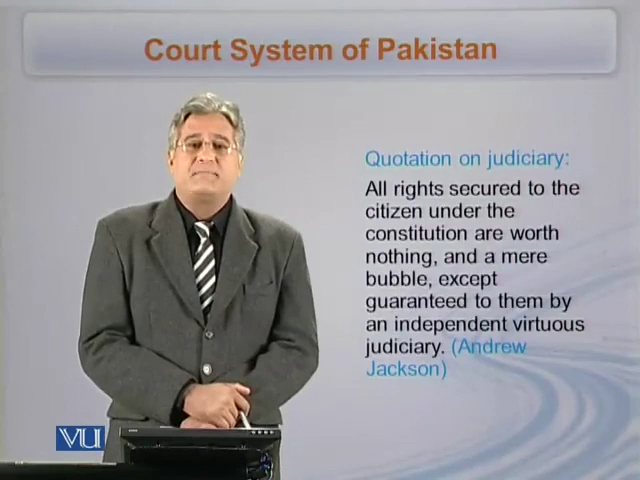 Court System of Pakistan
Quotation on judiciary:
All rights secured to the
citizen under the
constitution are worth
nothing, and a mere
bubble, except
guaranteed to them by
an independent virtuous
judiciary. (Andrew
Jackson)
VU